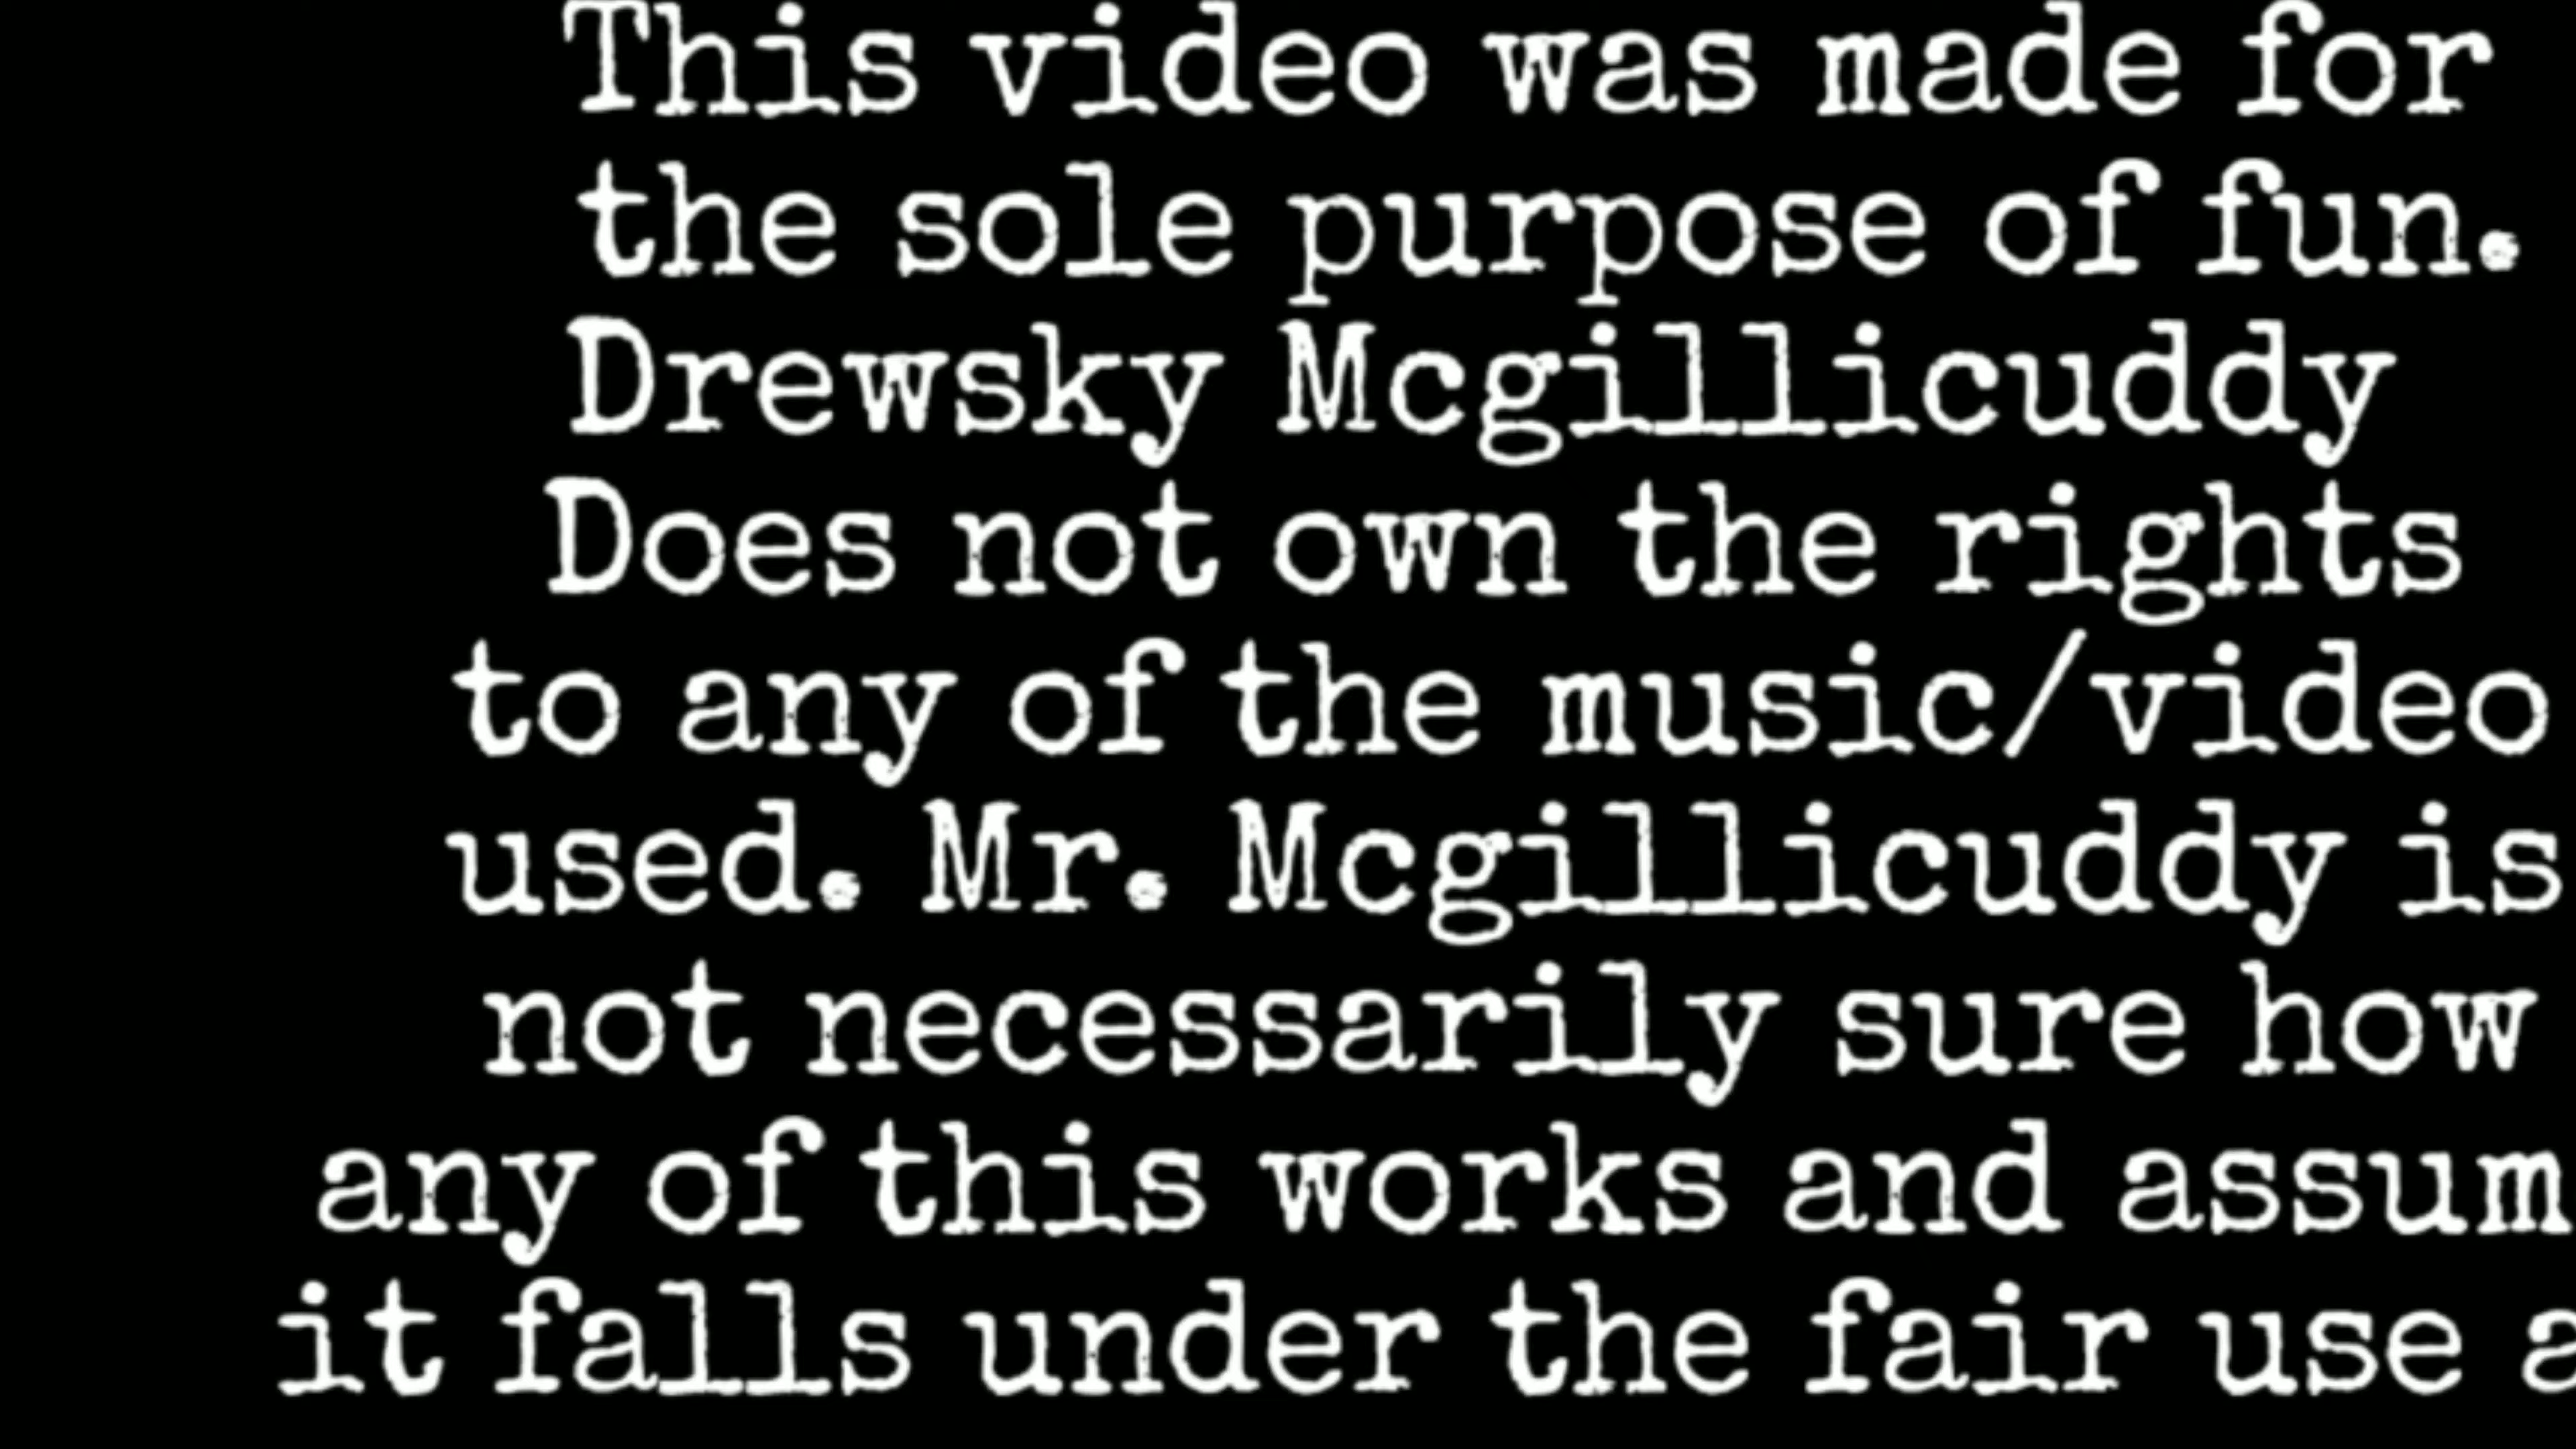 This video was made for
the sole purpose of fun.
Drewsky Mcgillicuddy
Does not own the rights
to any of the music/video
used. Mr. Mcgillicuddy is
not necessarily sure how
any of this works and assum
it falls under the fair use a